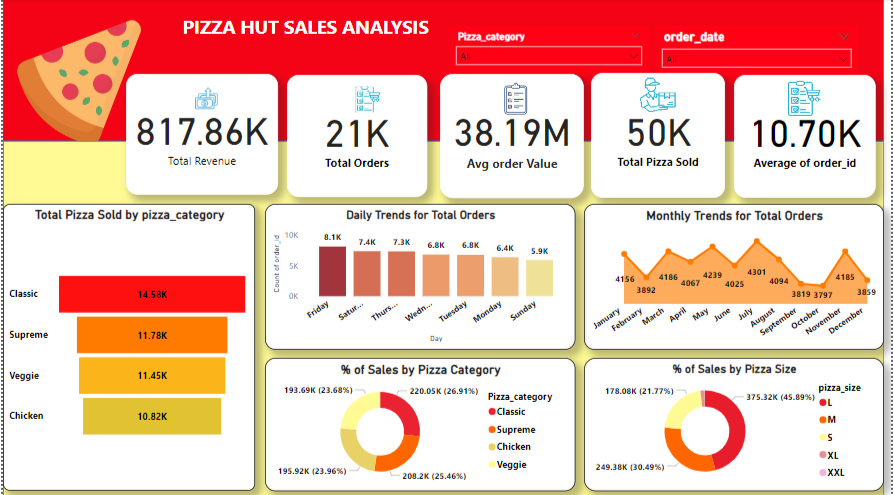 PIZZA HUT SALES ANALYSIS
Pizza_category
All
order_date
All
817.86K
Total Revenue
21K
Total Orders
38.19M
Avg order Value
50K
Total Pizza Sold
10.70K
Average of order_id
Total Pizza Sold by pizza_category
Classic
14.58K
Supreme
11.78K
Veggie
11.45K
Chicken
10.82K
Daily Trends for Total Orders
Count of order_id
10K
5K
0K
8.1K
7.4K
7.3K
6.8K
6.8K
6.4K
5.9K
Friday
Satur...
Thurs...
Wedn...
Tuesday
Monday
Sunday
Day
Monthly Trends for Total Orders
4156
3892
4186
4067
4239
4025
4301
4094
3819
3797
4185
3859
January
February
March
April
May
June
July
August
September
October
November
December
% of Sales by Pizza Category
193.69K (23.68%)
220.05K (26.91%)
195.92K (23.96%)
208.2K (25.46%)
Pizza_category
Classic
Supreme
Chicken
Veggie
% of Sales by Pizza Size
178.08K (21.77%)
375.32K (45.89%)
249.38K (30.49%)
pizza_size
L
M
S
XL
XXL